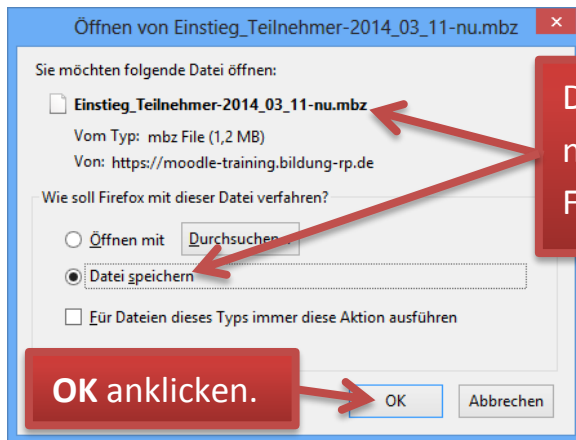 Öffnen von Einstieg_Teilnehmer-2014_03_11-nu.mbz
Sie möchten folgende Datei öffnen:
Einstieg_Teilnehmer-2014_03_11-nu.mbz
Vom Typ: mbz File (1,2 MB)
Von: https://moodle-training.bildung-rp.de
Wie soll Firefox mit dieser Datei verfahren?
Öffnen mit Durchsuchen...
Datei speichern
Für Dateien dieses Typs immer diese Aktion ausführen
OK anklicken.
OK Abbrechen